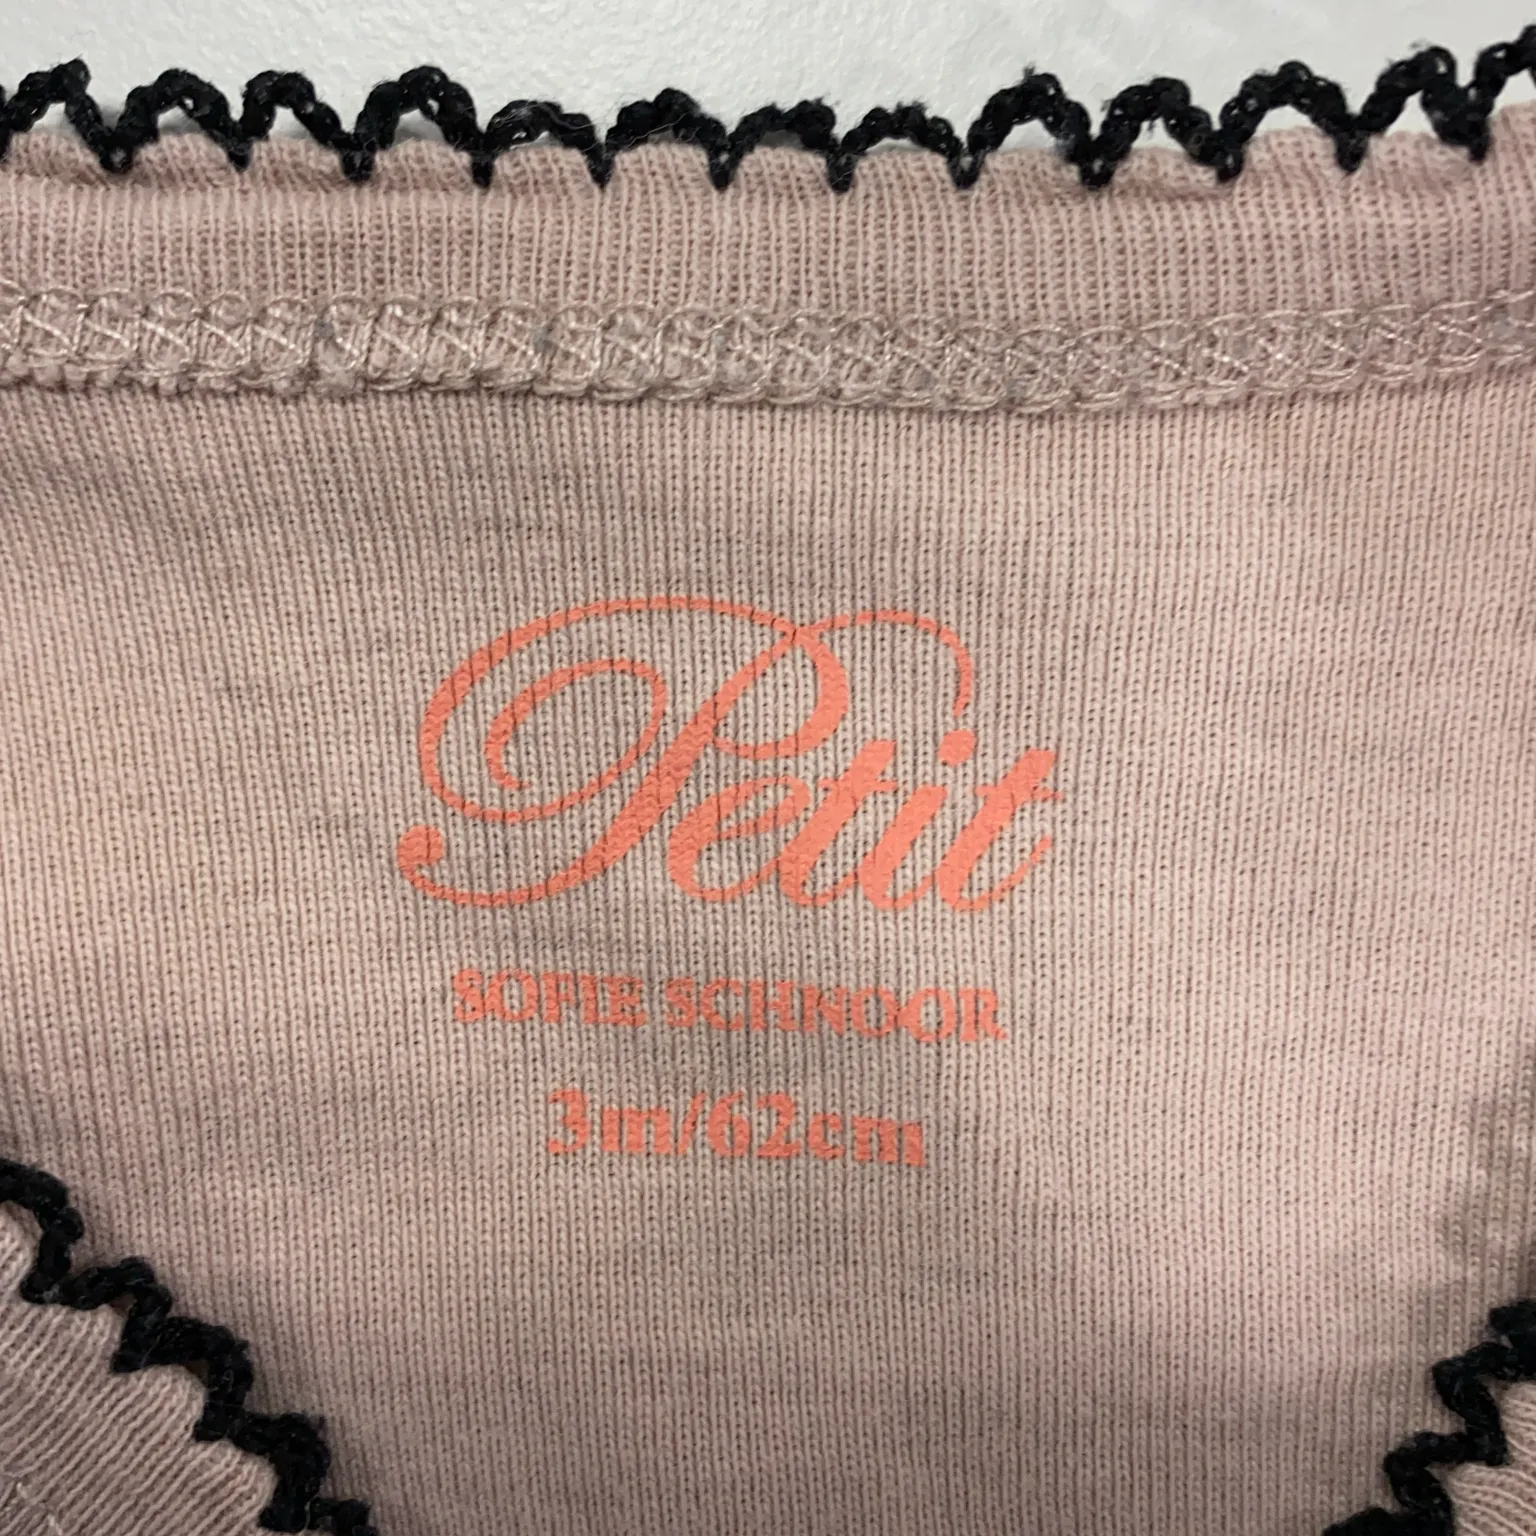 Petit
SOFIE SCHNOOR
3m/62cm